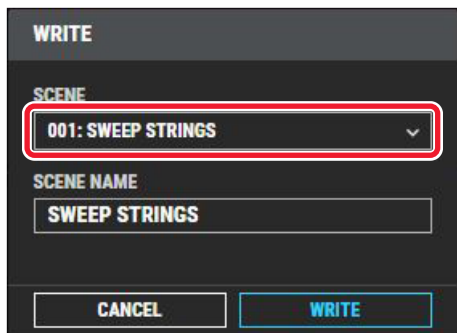 WRITE
SCENE
001: SWEEP STRINGS
SCENE NAME
SWEEP STRINGS
CANCEL WRITE